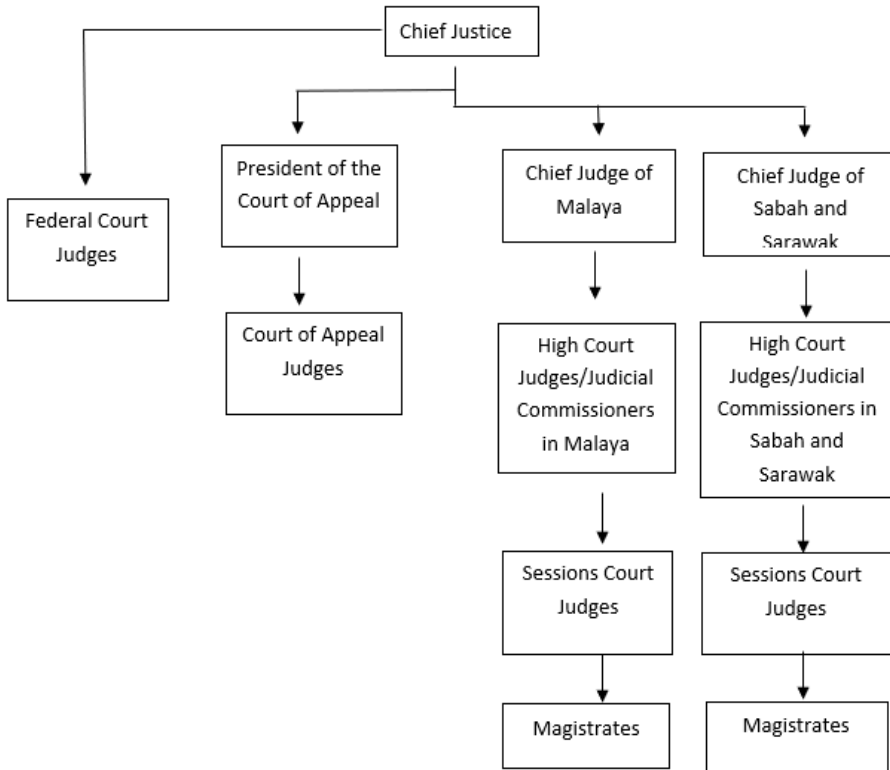 Chief Justice
President of the
Court of Appeal
Chief Judge of
Malaya
Chief Judge of
Sabah and
Sarawak
Federal Court
Judges
Court of Appeal
Judges
High Court
Judges/Judicial
Commissioners
in Malaya
High Court
Judges/Judicial
Commissioners in
Sabah and
Sarawak
Sessions Court
Judges
Sessions Court
Judges
Magistrates
Magistrates